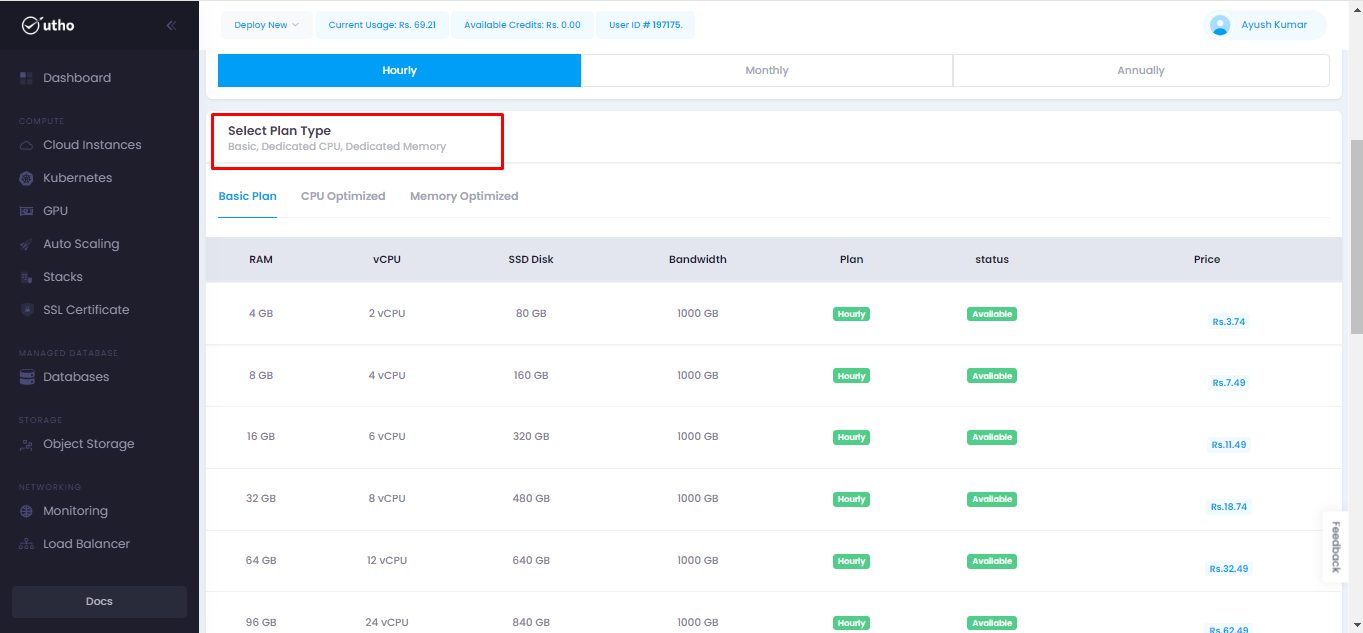 utho
Deploy New
Current Usage: Rs. 69.21
Available Credits: Rs. 0.00
User ID # 197175.
Ayush Kumar
Dashboard
COMPUTE
Cloud Instances
Kubernetes
GPU
Auto Scaling
Stacks
SSL Certificate
MANAGED DATABASE
Databases
STORAGE
Object Storage
NETWORKING
Monitoring
Load Balancer
Docs
Hourly Monthly Annually
Select Plan Type
Basic, Dedicated CPU, Dedicated Memory
Basic Plan CPU Optimized Memory Optimized
RAM vCPU SSD Disk Bandwidth Plan status Price
4 GB 2 vCPU 80 GB 1000 GB Hourly Available Rs.3.74
8 GB 4 vCPU 160 GB 1000 GB Hourly Available Rs.7.49
16 GB 6 vCPU 320 GB 1000 GB Hourly Available Rs.11.49
32 GB 8 vCPU 480 GB 1000 GB Hourly Available Rs.18.74
64 GB 12 vCPU 640 GB 1000 GB Hourly Available Rs.32.49
96 GB 24 vCPU 840 GB 1000 GB Hourly Available Rs.62.49
Feedback